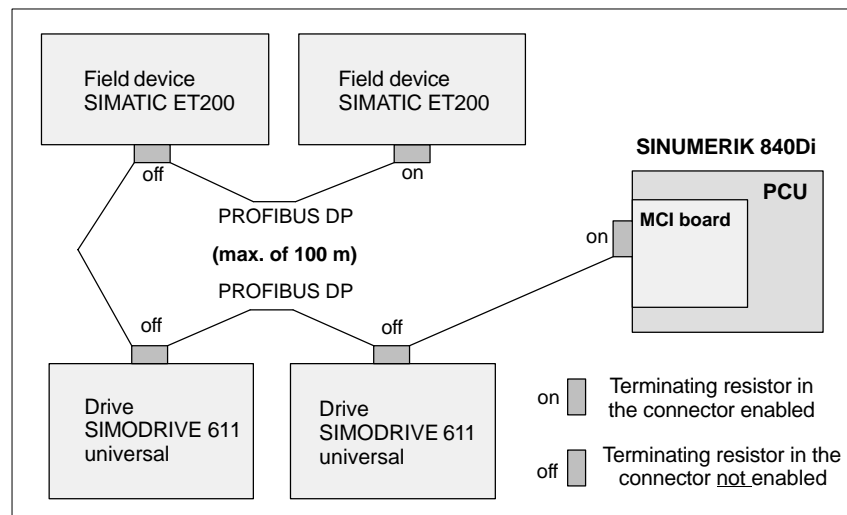 Field device
SIMATIC ET200
Field device
SIMATIC ET200
off
on
SINUMERIK 840Di
PCU
MCI board
on
PROFIBUS DP
(max. of 100 m)
PROFIBUS DP
off
off
Drive
SIMODRIVE 611
universal
Drive
SIMODRIVE 611
universal
on
Terminating resistor in
the connector enabled
off
Terminating resistor in the
connector not enabled